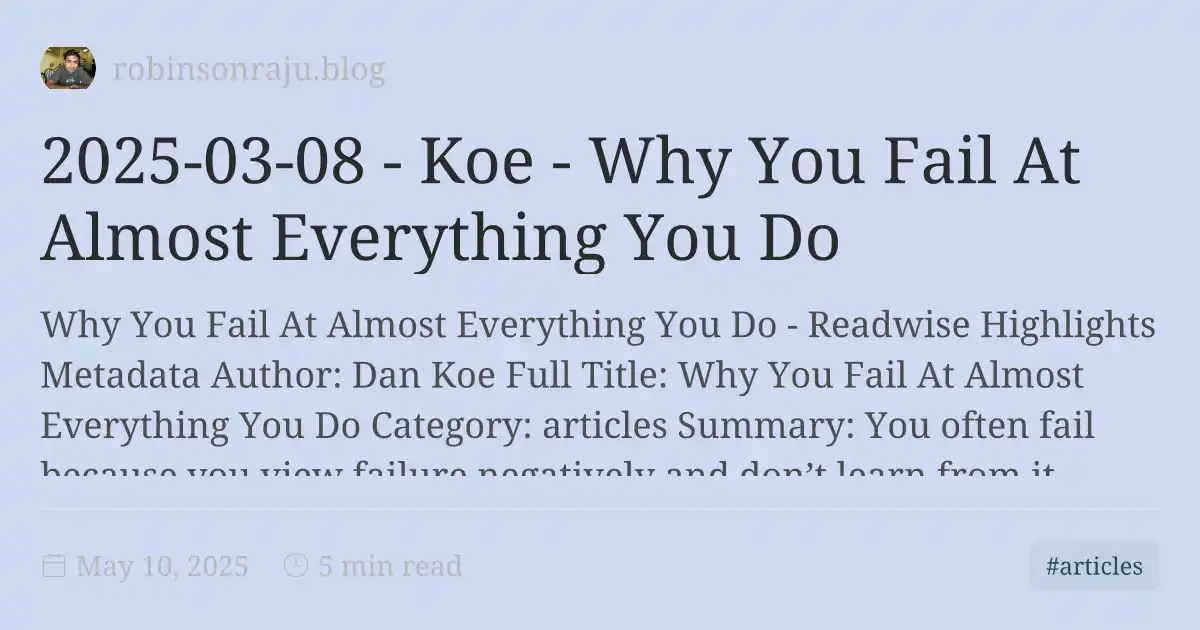 robinsonraju.blog
2025-03-08 - Koe - Why You Fail At
Almost Everything You Do
Why You Fail At Almost Everything You Do - Readwise Highlights
Metadata Author: Dan Koe Full Title: Why You Fail At Almost
Everything You Do Category: articles Summary: You often fail
because you view failure negatively and don’t learn from it
May 10, 2025
5 min read
#articles